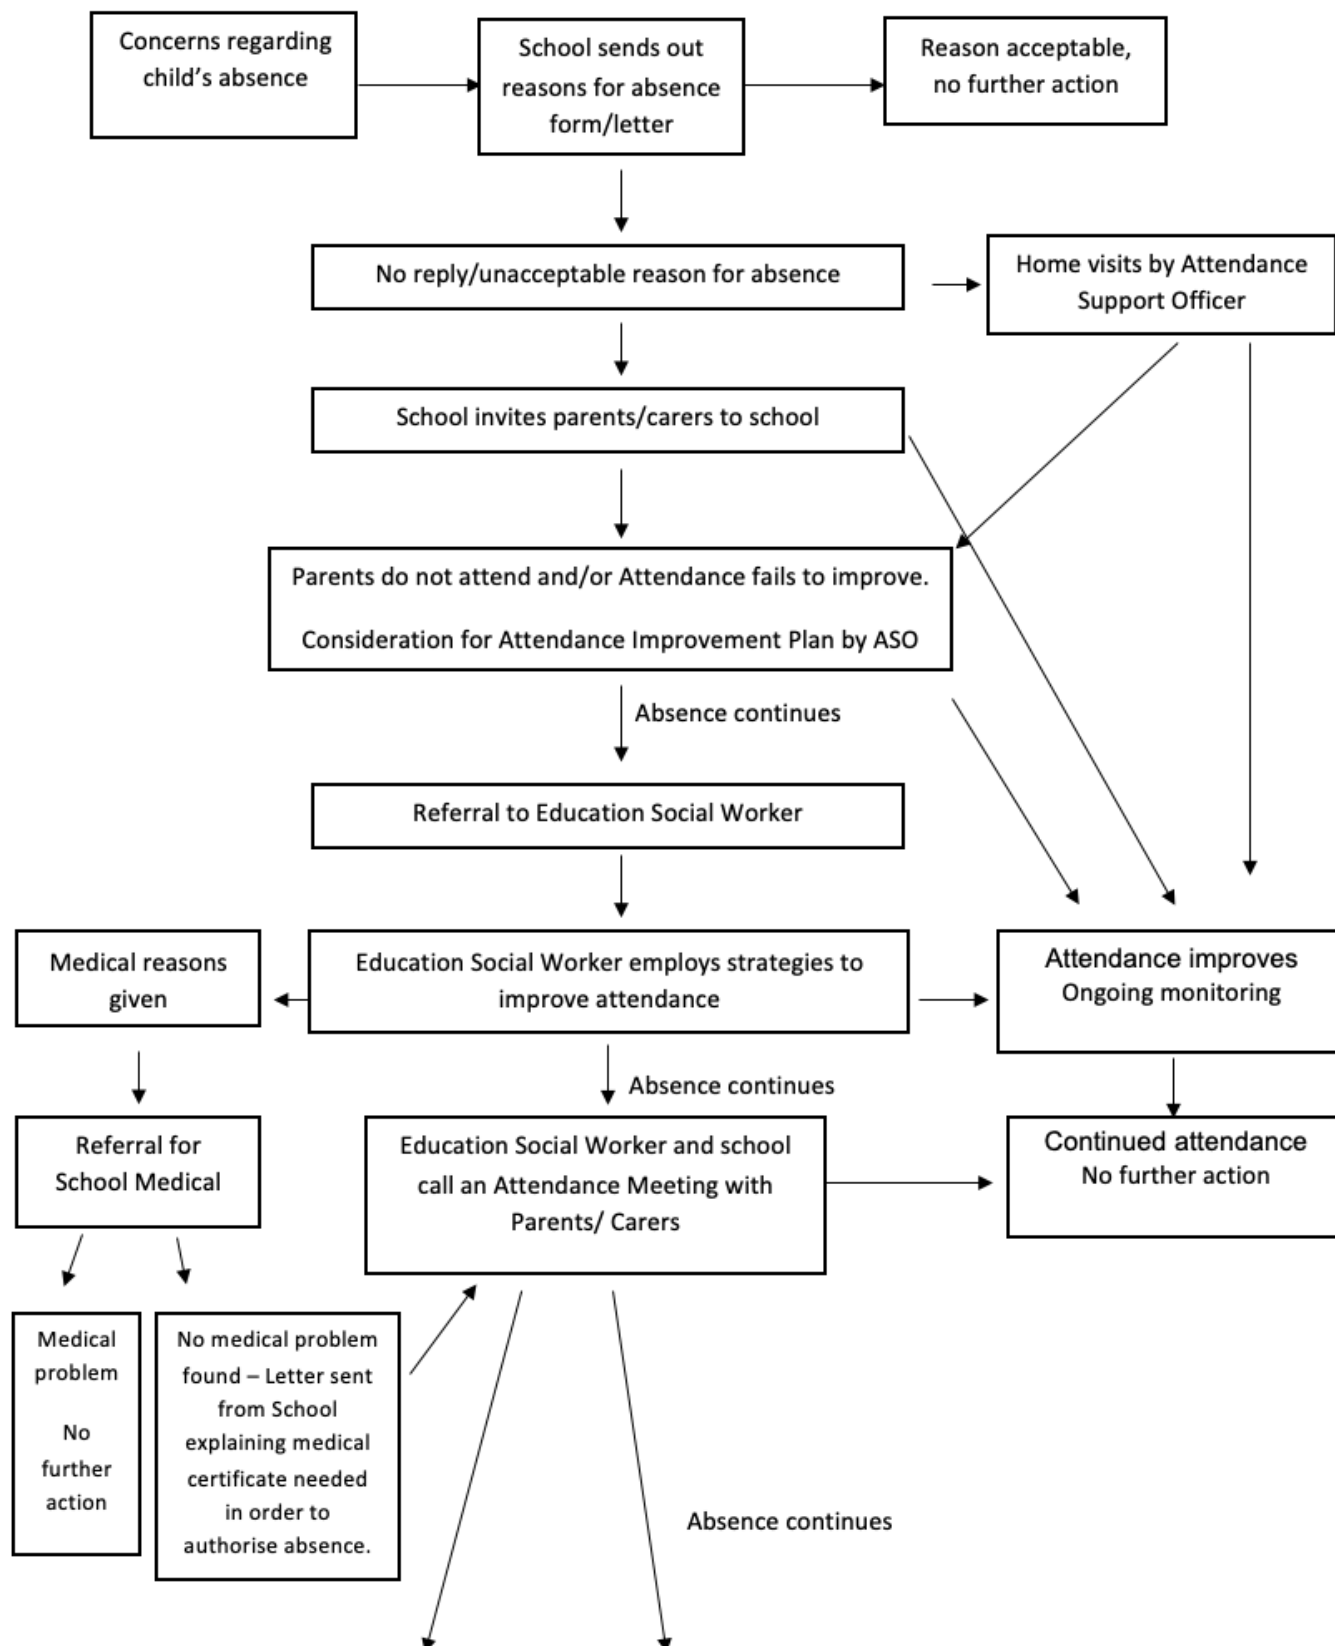 Concerns regarding
child's absence
School sends out
reasons for absence
form/letter
Reason acceptable,
no further action
No reply/unacceptable reason for absence
Home visits by Attendance
Support Officer
School invites parents/carers to school
Parents do not attend and/or Attendance fails to improve.
Consideration for Attendance Improvement Plan by ASO
Absence continues
Referral to Education Social Worker
Medical reasons
given
Education Social Worker employs strategies to
improve attendance
Attendance improves
Ongoing monitoring
Absence continues
Referral for
School Medical
Education Social Worker and school
call an Attendance Meeting with
Parents/ Carers
Continued attendance
No further action
Medical
problem
No
further
action
No medical problem
found – Letter sent
from School
explaining medical
certificate needed
in order to
authorise absence.
Absence continues